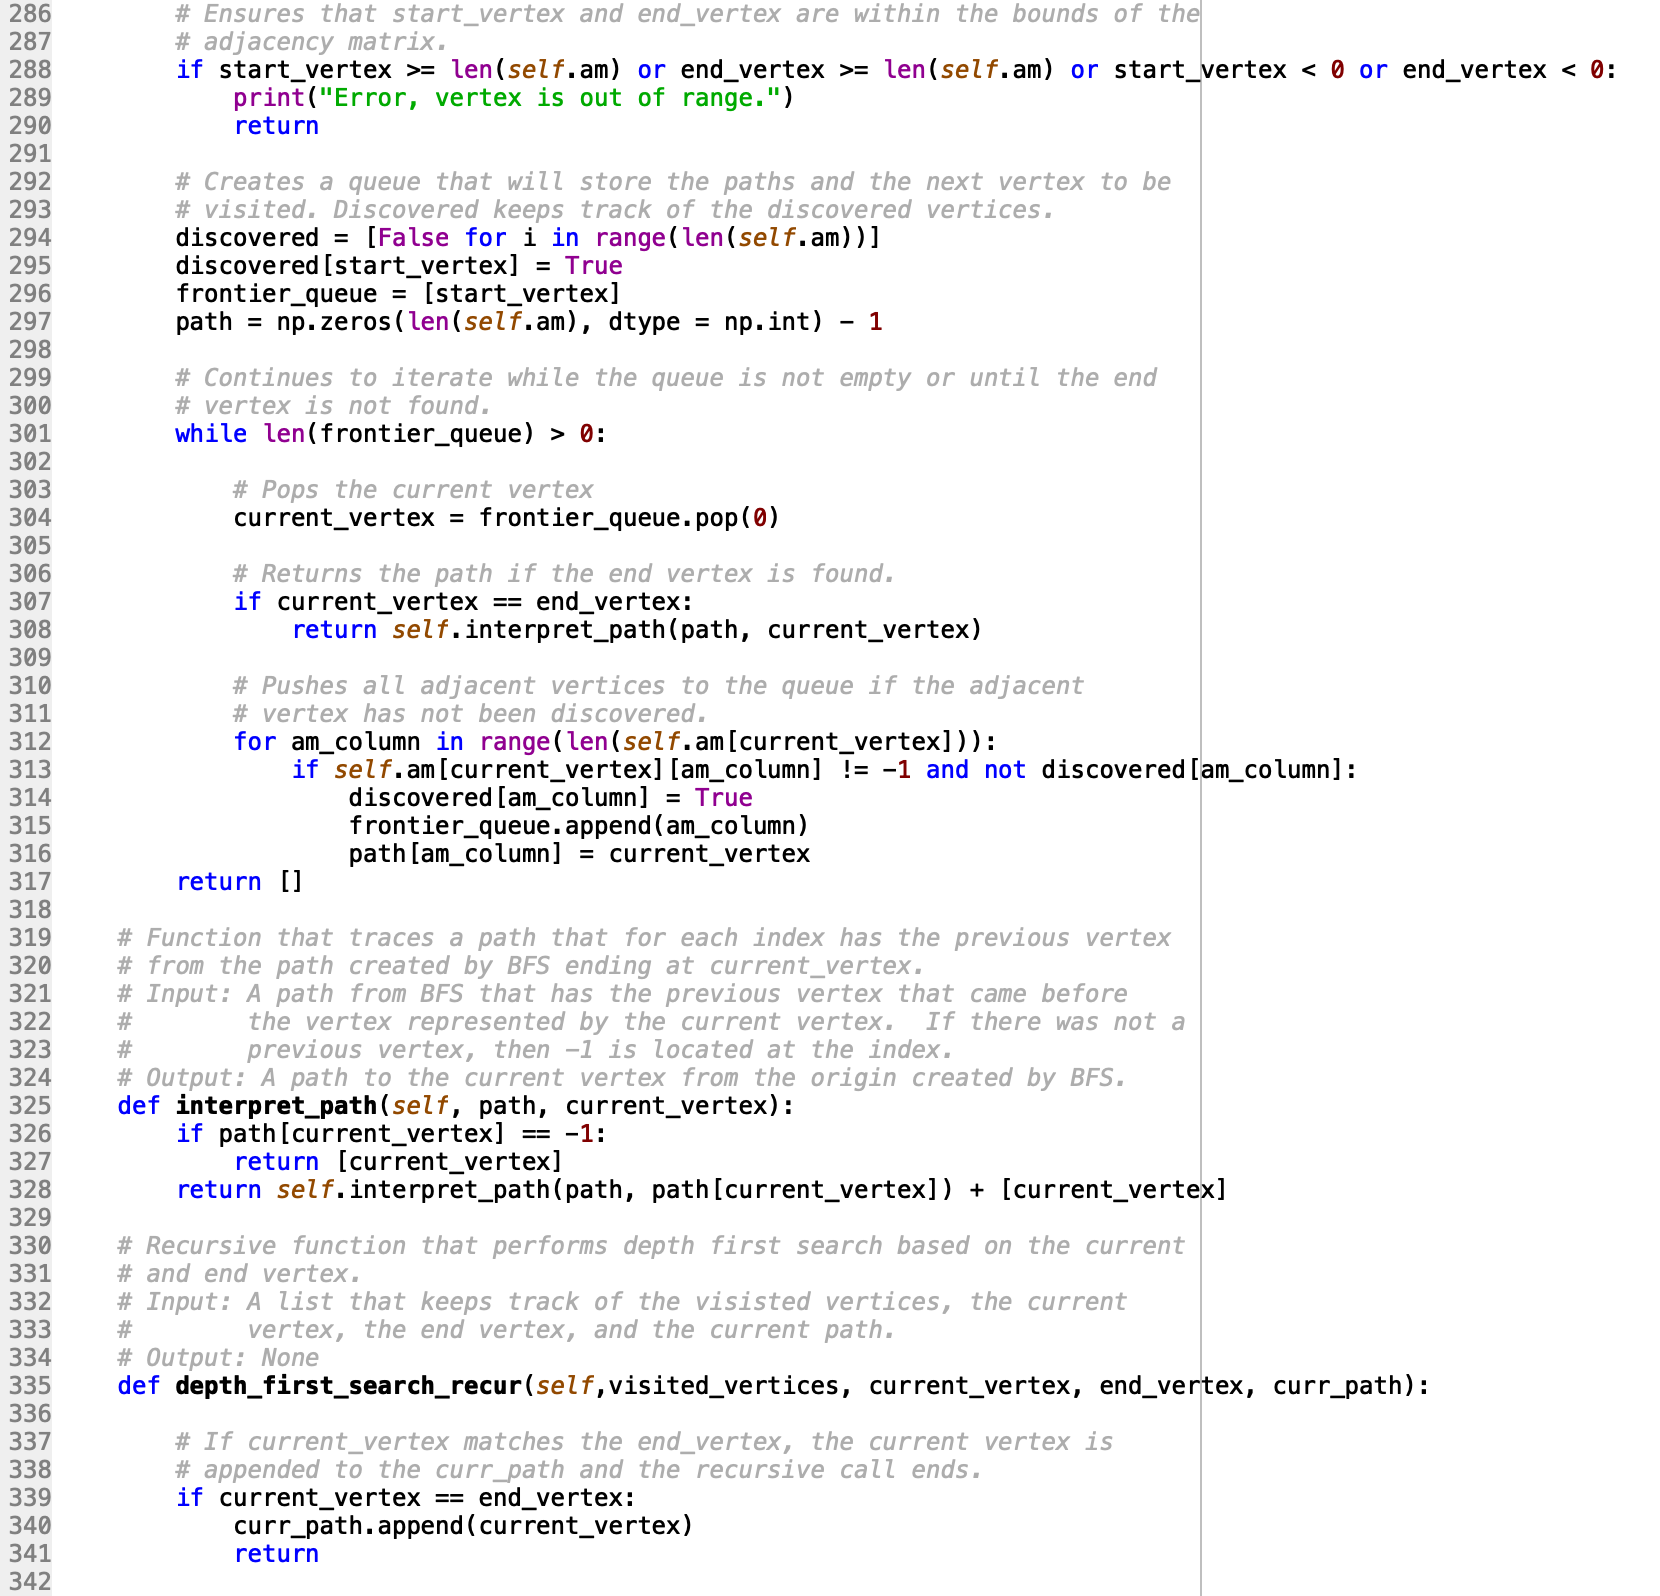 286 # Ensures that start_vertex and end_vertex are within the bounds of the
287 # adjacency matrix.
288 if start_vertex >= len(self.am) or end_vertex >= len(self.am) or start_vertex < 0 or end_vertex < 0:
289 print("Error, vertex is out of range.")
290 return
291
292 # Creates a queue that will store the paths and the next vertex to be
293 # visited. Discovered keeps track of the discovered vertices.
294 discovered = [False for i in range(len(self.am))]
295 discovered[start_vertex] = True
296 frontier_queue = [start_vertex]
297 path = np.zeros(len(self.am), dtype = np.int) - 1
298
299 # Continues to iterate while the queue is not empty or until the end
300 # vertex is not found.
301 while len(frontier_queue) > 0:
302
303 # Pops the current vertex
304 current_vertex = frontier_queue.pop(0)
305
306 # Returns the path if the end vertex is found.
307 if current_vertex == end_vertex:
308 return self.interpret_path(path, current_vertex)
309
310 # Pushes all adjacent vertices to the queue if the adjacent
311 # vertex has not been discovered.
312 for am_column in range(len(self.am[current_vertex])):
313 if self.am[current_vertex][am_column] != -1 and not discovered[am_column]:
314 discovered[am_column] = True
315 frontier_queue.append(am_column)
316 path[am_column] = current_vertex
317 return []
318
319 # Function that traces a path that for each index has the previous vertex
320 # from the path created by BFS ending at current_vertex.
321 # Input: A path from BFS that has the previous vertex that came before
322 # the vertex represented by the current vertex.  If there was not a
323 # previous vertex, then -1 is located at the index.
324 # Output: A path to the current vertex from the origin created by BFS.
325 def interpret_path(self, path, current_vertex):
326 if path[current_vertex] == -1:
327 return [current_vertex]
328 return self.interpret_path(path, path[current_vertex]) + [current_vertex]
329
330 # Recursive function that performs depth first search based on the current
331 # and end vertex.
332 # Input: A list that keeps track of the visisted vertices, the current
333 # vertex, the end vertex, and the current path.
334 # Output: None
335 def depth_first_search_recur(self,visited_vertices, current_vertex, end_vertex, curr_path):
336
337 # If current_vertex matches the end_vertex, the current vertex is
338 # appended to the curr_path and the recursive call ends.
339 if current_vertex == end_vertex:
340 curr_path.append(current_vertex)
341 return
342